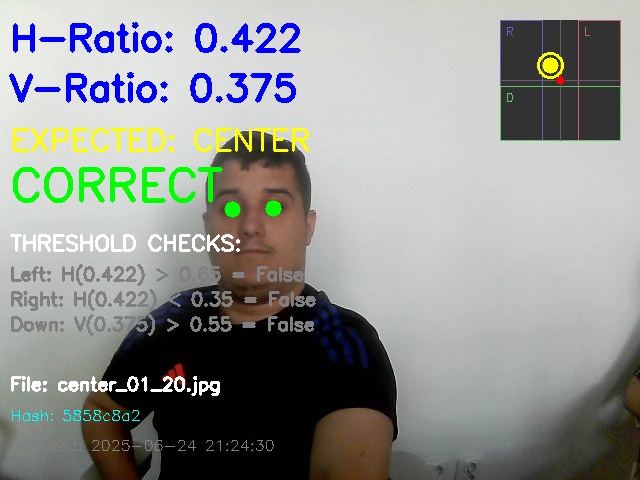 H-Ratio: 0.422
V-Ratio: 0.375
EXPECTED: CENTER
CORRECT
THRESHOLD CHECKS:
Left: H(0.422) > 0.65 = False
Right: H(0.422) < 0.35 = False
Down: V(0.375) > 0.55 = False
File: center_01_20.jpg
Hash: 5858c8a2
2025-06-24 21:24:30
R
L
D